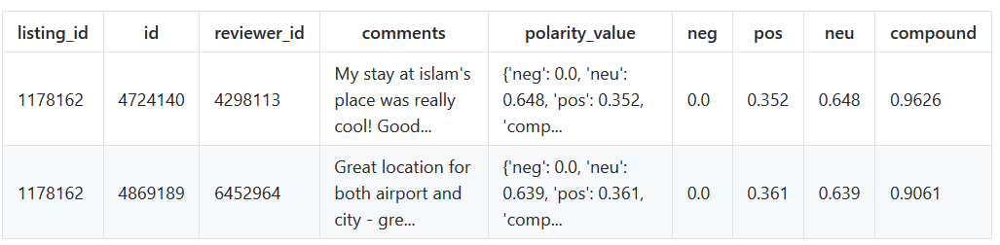 listing_id id reviewer_id comments polarity_value neg pos neu compound
1178162 4724140 4298113 My stay at islam's place was really cool! Good... {'neg': 0.0, 'neu': 0.648, 'pos': 0.352, 'comp... 0.0 0.352 0.648 0.9626
1178162 4869189 6452964 Great location for both airport and city - gre... {'neg': 0.0, 'neu': 0.639, 'pos': 0.361, 'comp... 0.0 0.361 0.639 0.9061